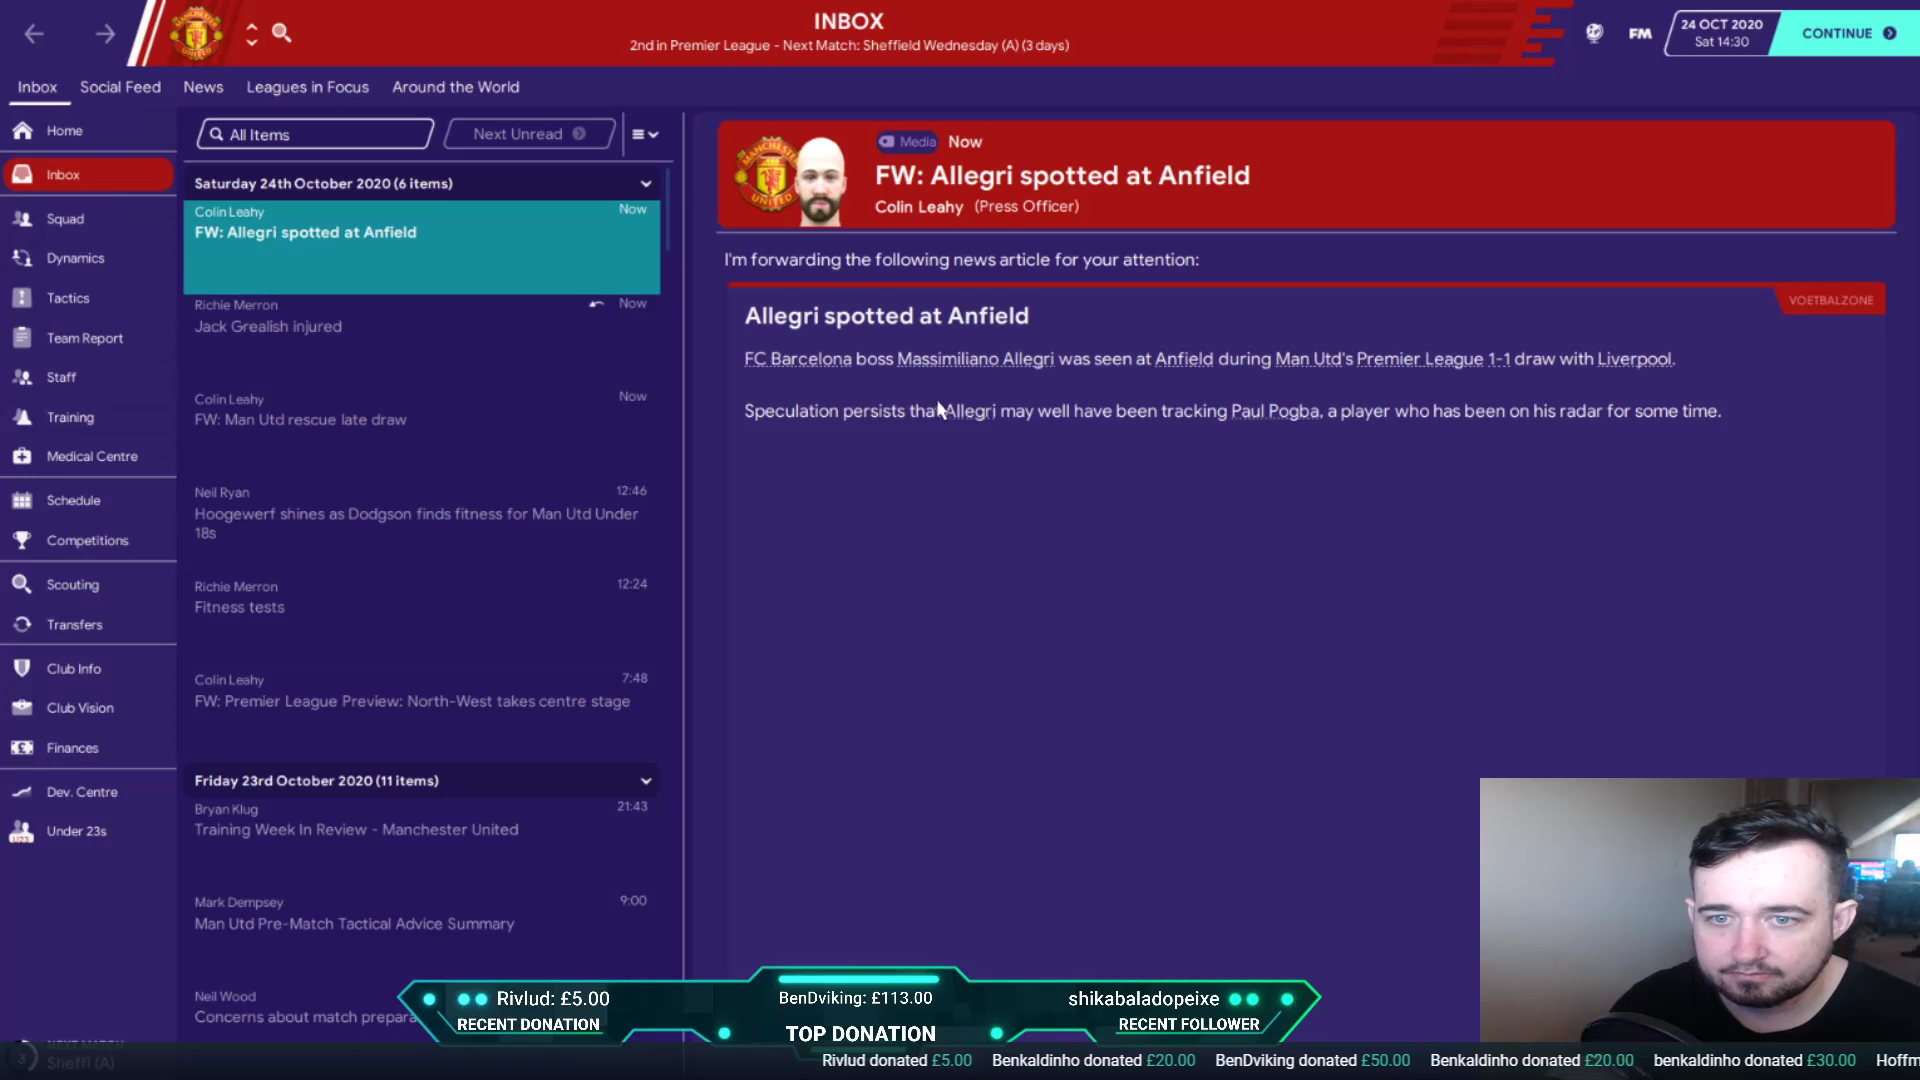 INBOX
2nd in Premier League - Next Match: Sheffield Wednesday (A) (3 days)
FM
24 OCT 2020
Sat 14:30
CONTINUE
Inbox
Social Feed
News
Leagues in Focus
Around the World
Home
Inbox
Squad
Dynamics
Tactics
Team Report
Staff
Training
Medical Centre
Schedule
Competitions
Scouting
Transfers
Club Info
Club Vision
Finances
Dev. Centre
Under 23s
3
Sheffl (A)
All Items
Next Unread
Saturday 24th October 2020 (6 items)
Colin Leahy
Now
FW: Allegri spotted at Anfield
Richie Merron
Now
Jack Grealish injured
Colin Leahy
Now
FW: Man Utd rescue late draw
Neil Ryan
12:46
Hoogewerf shines as Dodgson finds fitness for Man Utd Under
18s
Richie Merron
12:24
Fitness tests
Colin Leahy
7:48
FW: Premier League Preview: North-West takes centre stage
Friday 23rd October 2020 (11 items)
Bryan Klug
21:43
Training Week In Review - Manchester United
Mark Dempsey
9:00
Man Utd Pre-Match Tactical Advice Summary
Neil Wood
Concerns about match prepara
MANCHESTER
UNITED
Media
Now
FW: Allegri spotted at Anfield
Colin Leahy (Press Officer)
I'm forwarding the following news article for your attention:
VOETBALZONE
Allegri spotted at Anfield
FC Barcelona boss Massimiliano Allegri was seen at Anfield during Man Utd's Premier League 1-1 draw with Liverpool.
Speculation persists that Allegri may well have been tracking Paul Pogba, a player who has been on his radar for some time.
Rivlud: £5.00
RECENT DONATION
BenDviking: £113.00
TOP DONATION
shikabaladopeixe
RECENT FOLLOWER
Rivlud donated £5.00 Benkaldinho donated £20.00 BenDviking donated £50.00 Benkaldinho donated £20.00 benkaldinho donated £30.00 Hoffm